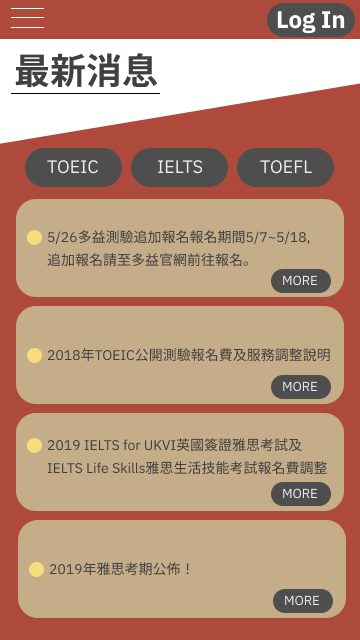 Log In
最新消息
TOEIC
IELTS
TOEFL
5/26多益測驗追加報名報名期間5/7~5/18,
追加報名請至多益官網前往報名。
MORE
2018年TOEIC公開測驗報名費及服務調整說明
MORE
2019 IELTS for UKVI英國簽證雅思考試及
IELTS Life Skills雅思生活技能考試報名費調整
MORE
2019年雅思考期公佈！
MORE